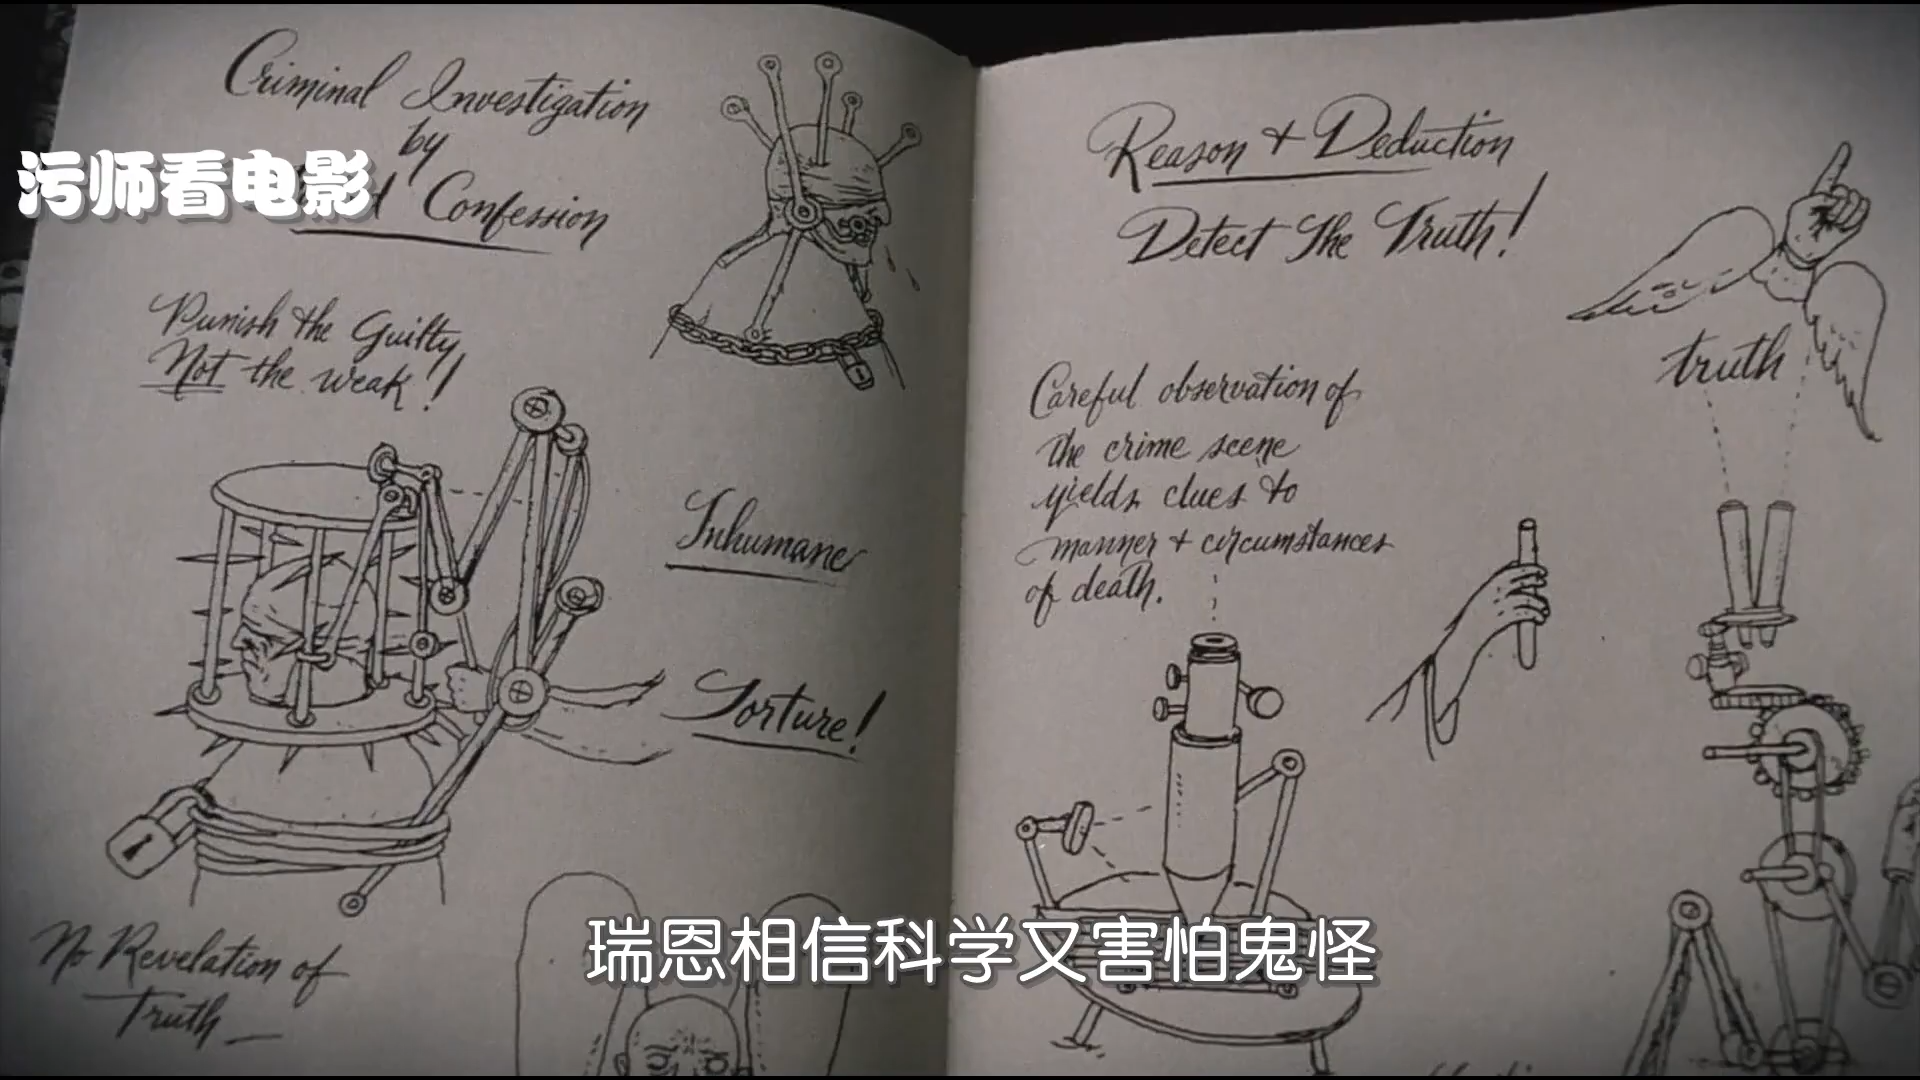 Criminal Investigation
by
Confession
污师看电影
Punish the Guilty
Not the weak!
Inhumane
Torture!
No Revelation of
Truth
Reason + Deduction
Detect The Truth!
truth
Careful observation of
the crime scene
yields clues to
manner + circumstances
of death.
瑞恩相信科学又害怕鬼怪